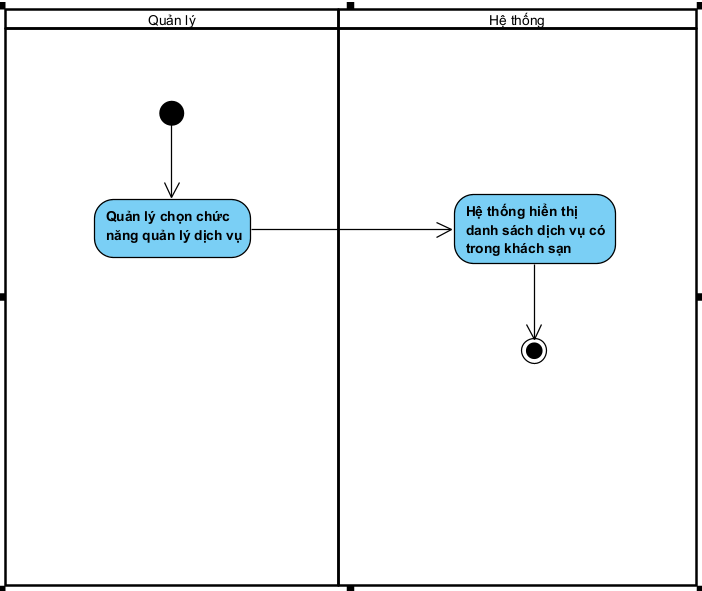 Quản lý
Hệ thống
Quản lý chọn chức
năng quản lý dịch vụ
Hệ thống hiển thị
danh sách dịch vụ có
trong khách sạn